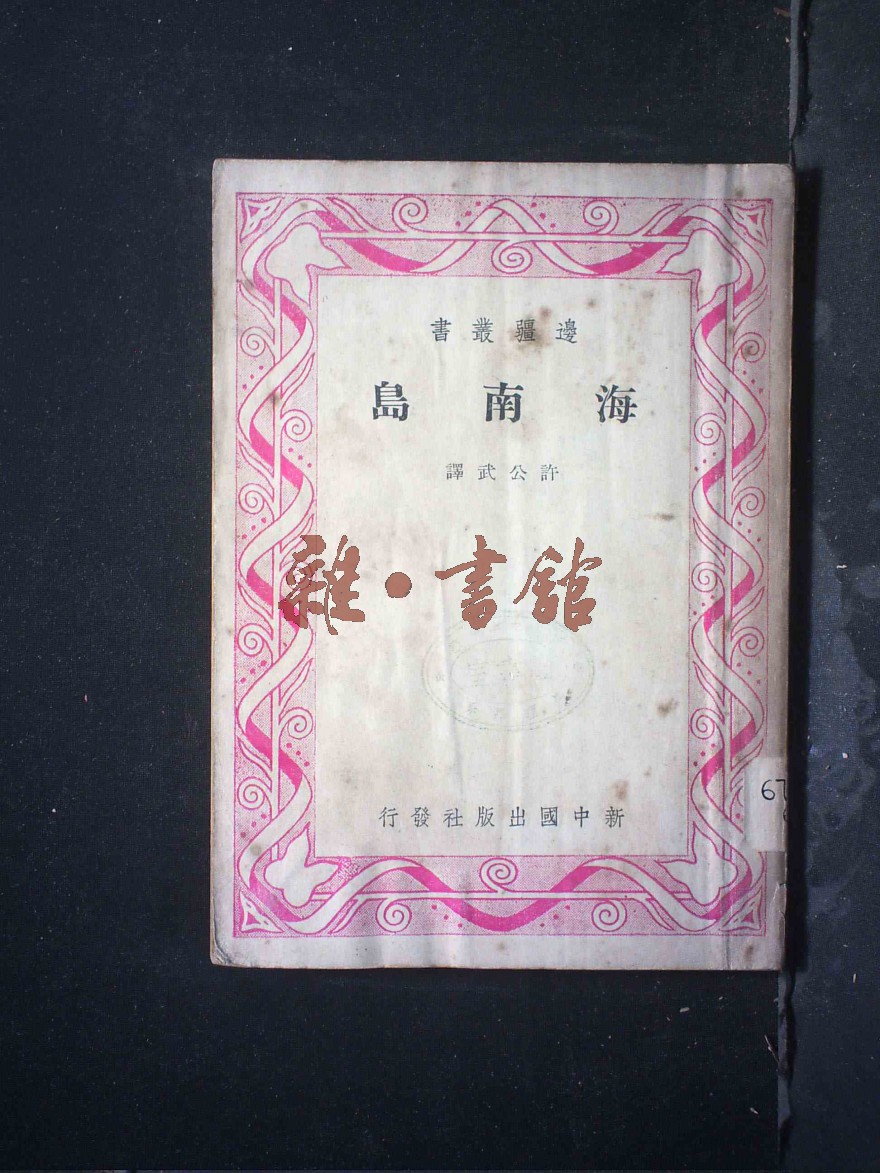 邊疆叢書
海南島
許公武譯
雜•書館
新中國出版社發行
67